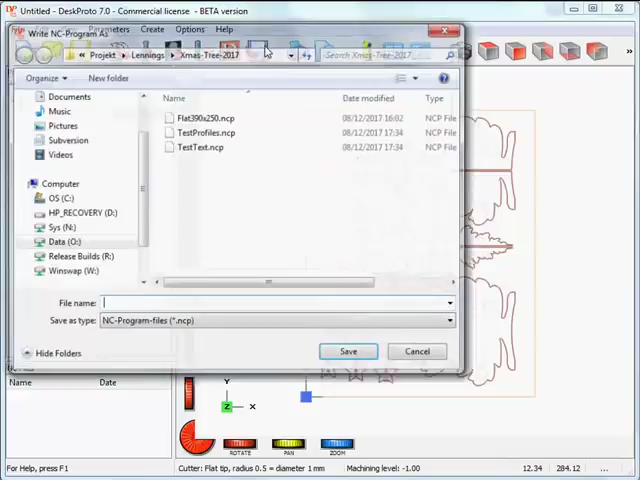 Untitled - DeskProto 7.0 - Commercial license - BETA version
Write NC-Program As
Parameters Create Options Help
« Projekt ▸ Lennings ▸ Xmas-Tree-2017
Search Xmas-Tree-2017
Organize
New folder
Name Date modified Type
Documents
Music
Pictures
Subversion
Videos
Computer
OS (C:)
HP_RECOVERY (D:)
Sys (N:)
Data (O:)
Release Builds (R:)
Winswap (W:)
Flat390x250.ncp 08/12/2017 16:02 NCP File
TestProfiles.ncp 08/12/2017 17:34 NCP File
TestText.ncp 08/12/2017 17:34 NCP File
File name:
Save as type: NC-Program-files (*.ncp)
Hide Folders
Save
Cancel
Name Date
Y
Z
X
ROTATE
PAN
ZOOM
For Help, press F1
Cutter: Flat tip, radius 0.5 = diameter 1 mm
Machining level: -1.00
12.34
284.12